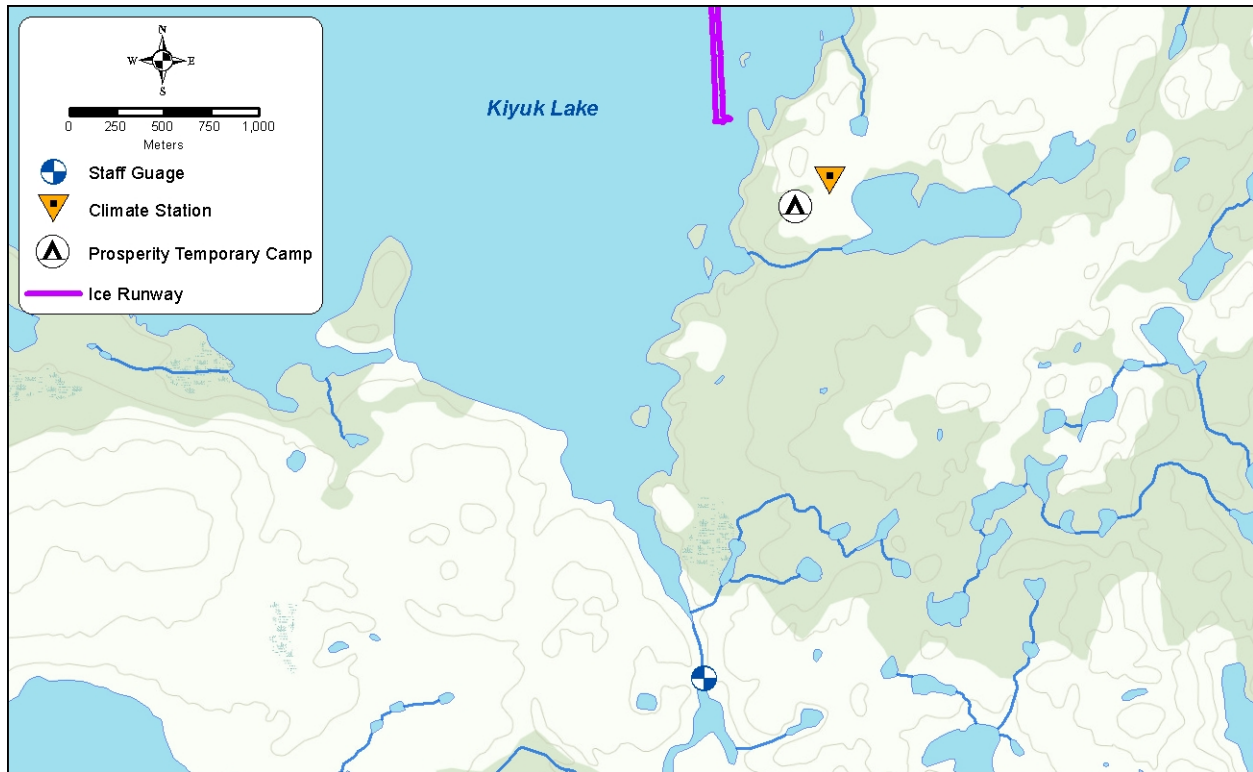 N
W E
S
0 250 500 750 1,000
Meters
Staff Guage
Climate Station
Prosperity Temporary Camp
Ice Runway
Kiyuk Lake